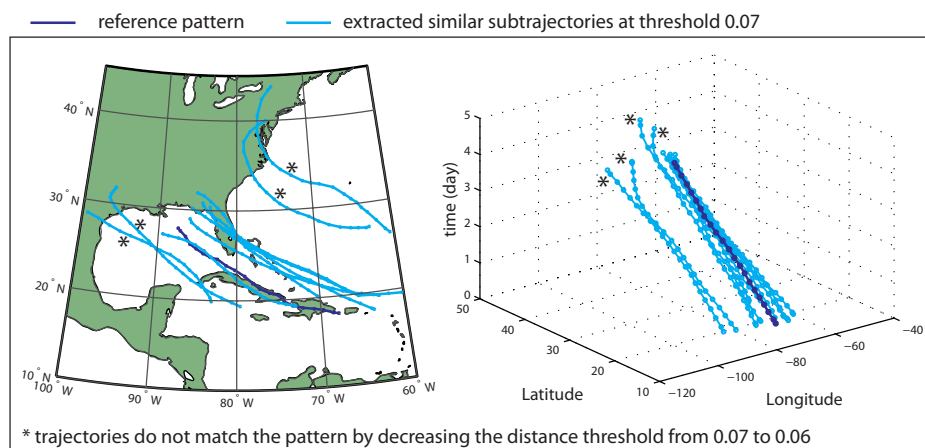 reference pattern
extracted similar subtrajectories at threshold 0.07
40° N
30° N
20° N
10° N
100° W
90° W
80° W
70° W
60° W
*
*
*
*
time (day)
5
4
3
2
1
0
50
40
30
20
10
Latitude
−120
−100
−80
−60
−40
Longitude
*
*
*
*
* trajectories do not match the pattern by decreasing the distance threshold from 0.07 to 0.06